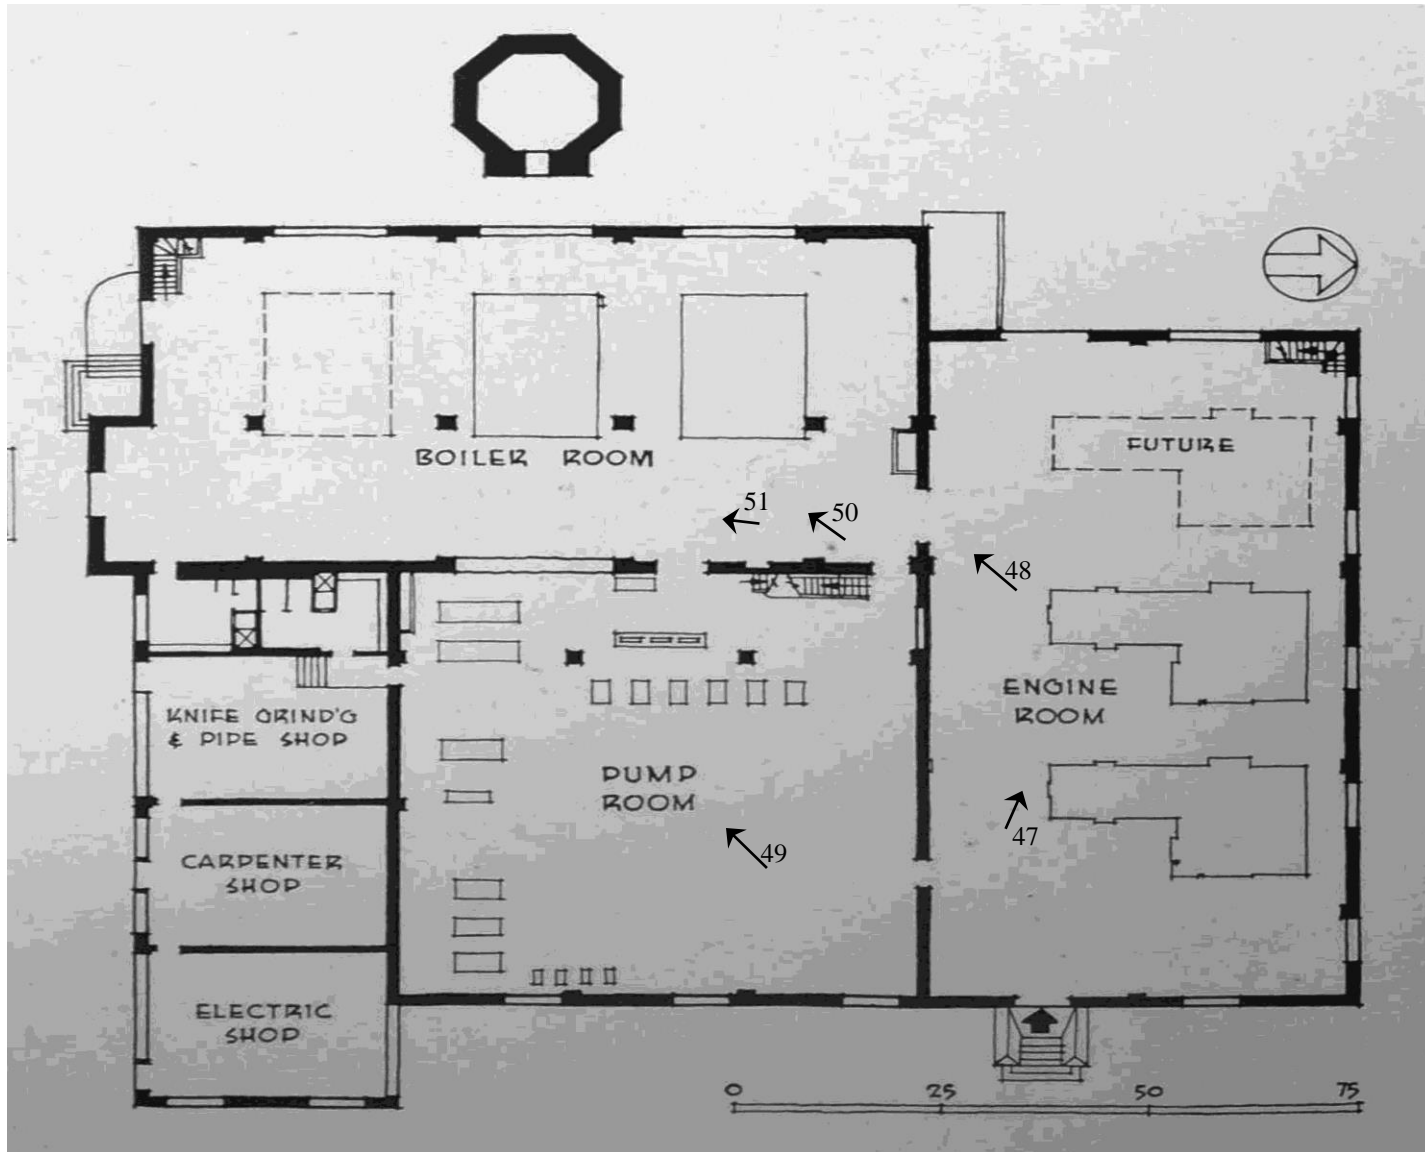 FUTURE
BOILER ROOM
51
50
48
ENGINE
ROOM
KNIFE GRIND'G
& PIPE SHOP
PUMP
ROOM
47
49
CARPENTER
SHOP
ELECTRIC
SHOP
0 25 50 75